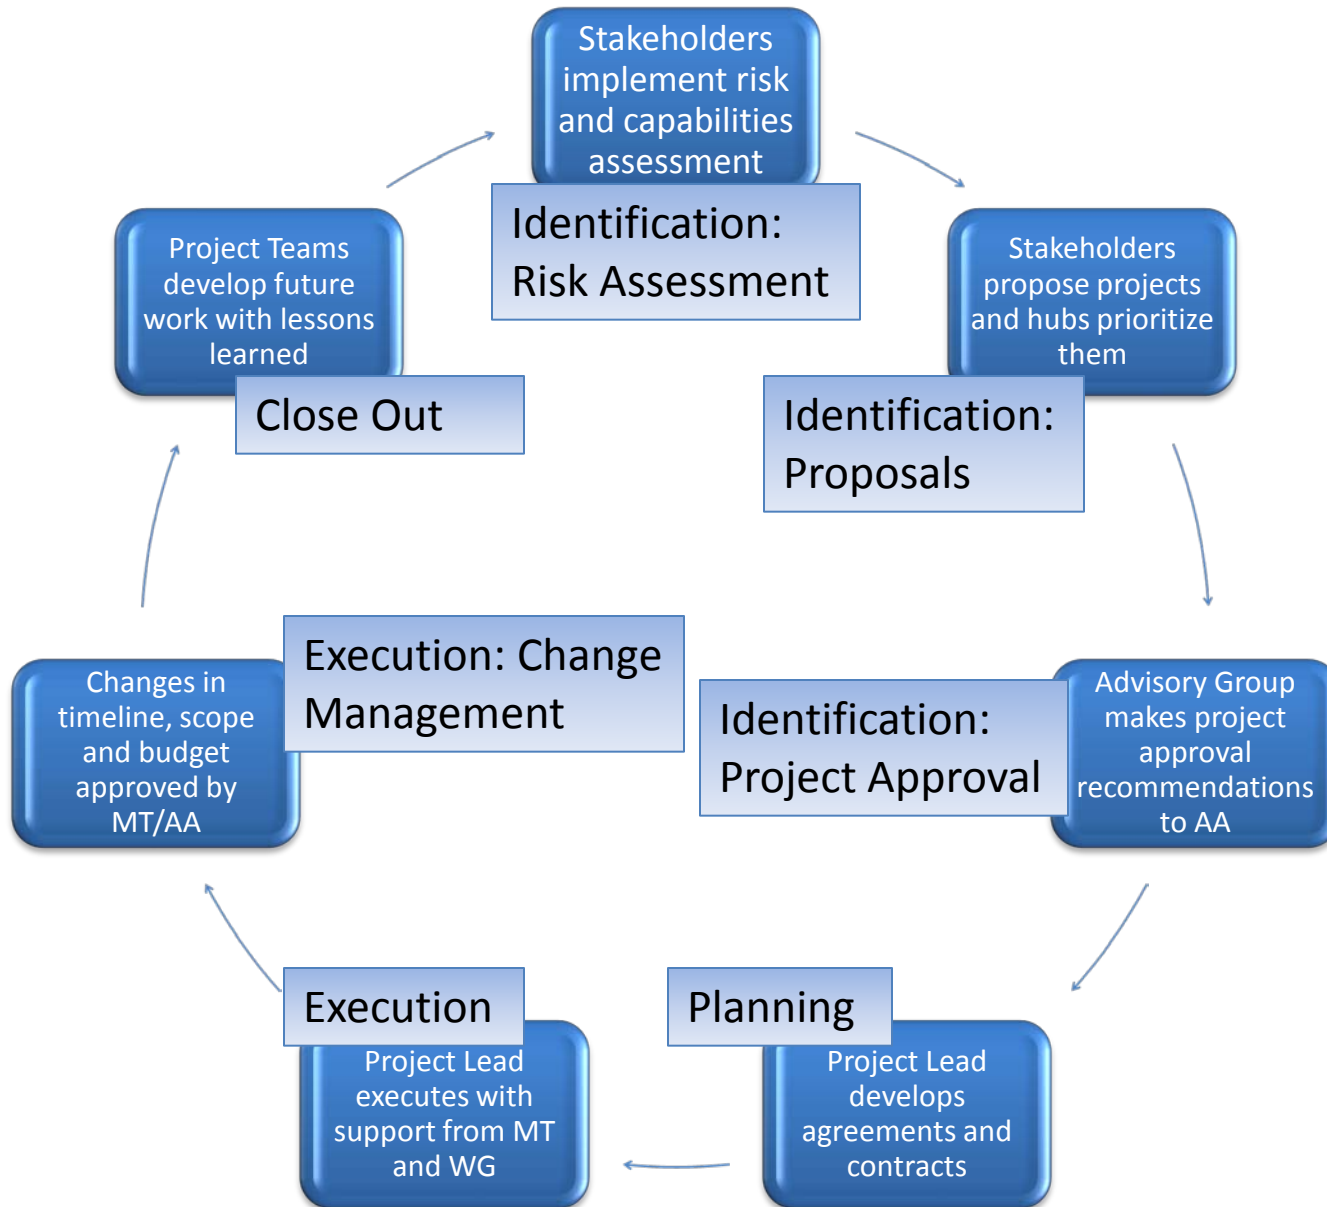 Stakeholders
implement risk
and capabilities
assessment
Identification:
Risk Assessment
Stakeholders
propose projects
and hubs prioritize
them
Identification:
Proposals
Advisory Group
makes project
approval
recommendations
to AA
Identification:
Project Approval
Planning
Project Lead
develops
agreements and
contracts
Execution
Project Lead
executes with
support from MT
and WG
Execution: Change
Management
Changes in
timeline, scope
and budget
approved by
MT/AA
Project Teams
develop future
work with lessons
learned
Close Out